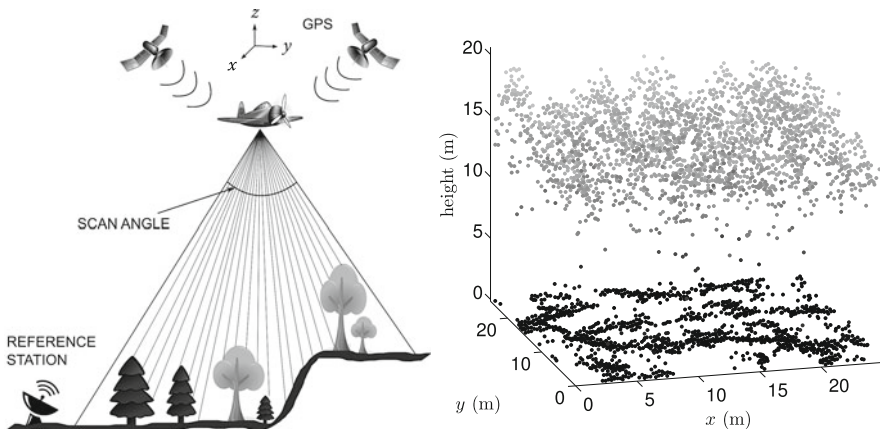 GPS
z
y
x
SCAN ANGLE
REFERENCE
STATION
height (m)
20
15
10
5
0
20
10
0
y (m)
0
5
10
15
20
x (m)